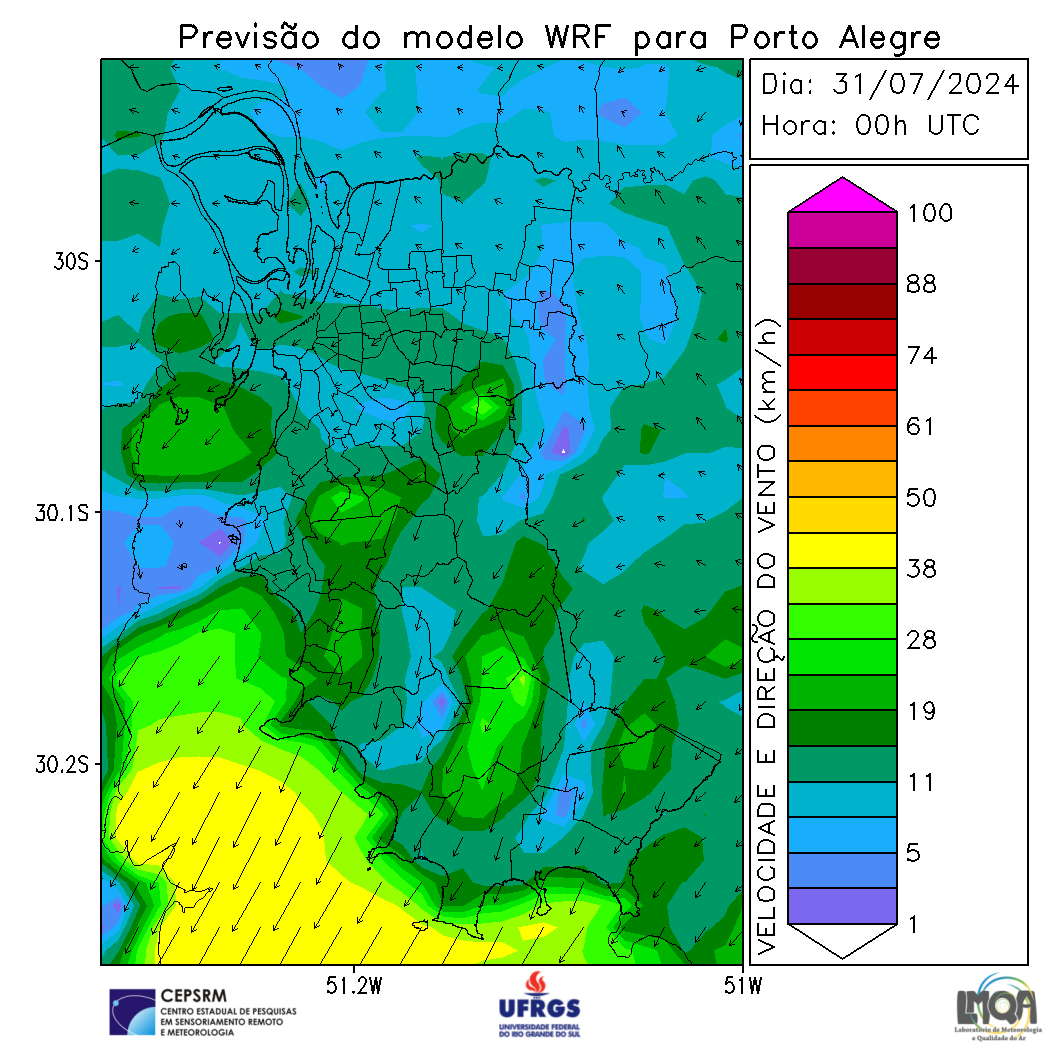 Previsão do modelo WRF para Porto Alegre
Dia: 31/07/2024
Hora: 00h UTC
30S
30.1S
30.2S
51.2W
51W
VELOCIDADE E DIREÇÃO DO VENTO (km/h)
100
88
74
61
50
38
28
19
11
5
1
CEPSRM
CENTRO ESTADUAL DE PESQUISAS
EM SENSORIAMENTO REMOTO
E METEOROLOGIA
UFRGS
UNIVERSIDADE FEDERAL
DO RIO GRANDE DO SUL
LMQA
Laboratório de Meteorologia
e Qualidade do Ar